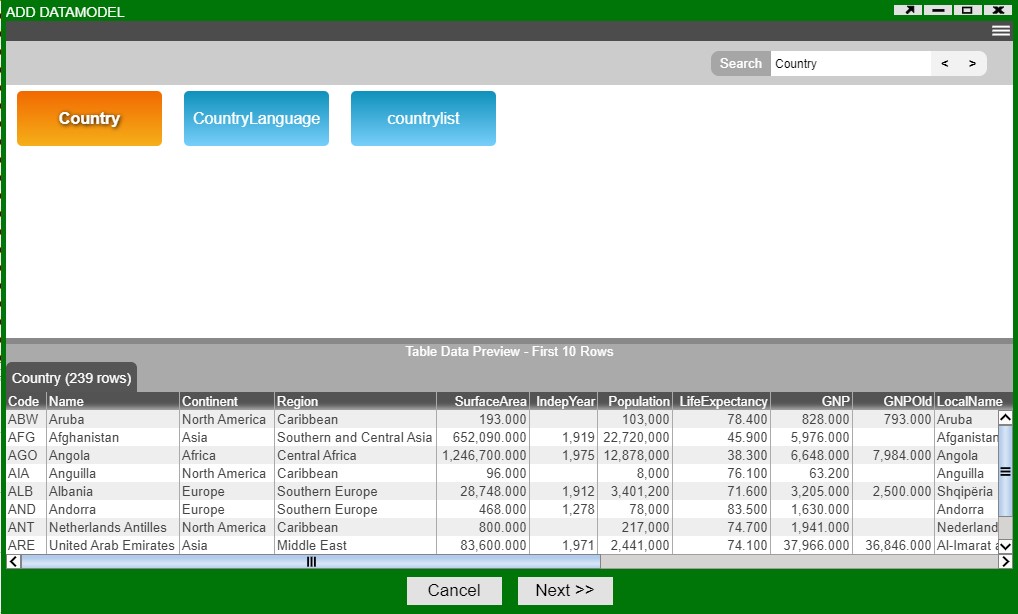 ADD DATAMODEL
Search Country < >
Country CountryLanguage countrylist
Table Data Preview - First 10 Rows
Country (239 rows)
Code Name Continent Region SurfaceArea IndepYear Population LifeExpectancy GNP GNPOld LocalName
ABW Aruba North America Caribbean 193.000 103,000 78.400 828.000 793.000 Aruba
AFG Afghanistan Asia Southern and Central Asia 652,090.000 1,919 22,720,000 45.900 5,976.000 Afganistan
AGO Angola Africa Central Africa 1,246,700.000 1,975 12,878,000 38.300 6,648.000 7,984.000 Angola
AIA Anguilla North America Caribbean 96.000 8,000 76.100 63.200 Anguilla
ALB Albania Europe Southern Europe 28,748.000 1,912 3,401,200 71.600 3,205.000 2,500.000 Shqipëria
AND Andorra Europe Southern Europe 468.000 1,278 78,000 83.500 1,630.000 Andorra
ANT Netherlands Antilles North America Caribbean 800.000 217,000 74.700 1,941.000 Nederland
ARE United Arab Emirates Asia Middle East 83,600.000 1,971 2,441,000 74.100 37,966.000 36,846.000 Al-Imarat a
Cancel Next >>